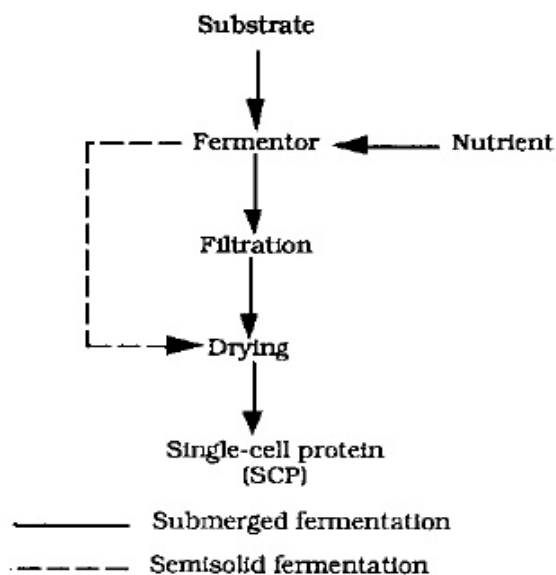 Substrate
Fermentor
Nutrient
Filtration
Drying
Single-cell protein
(SCP)
Submerged fermentation
Semisolid fermentation